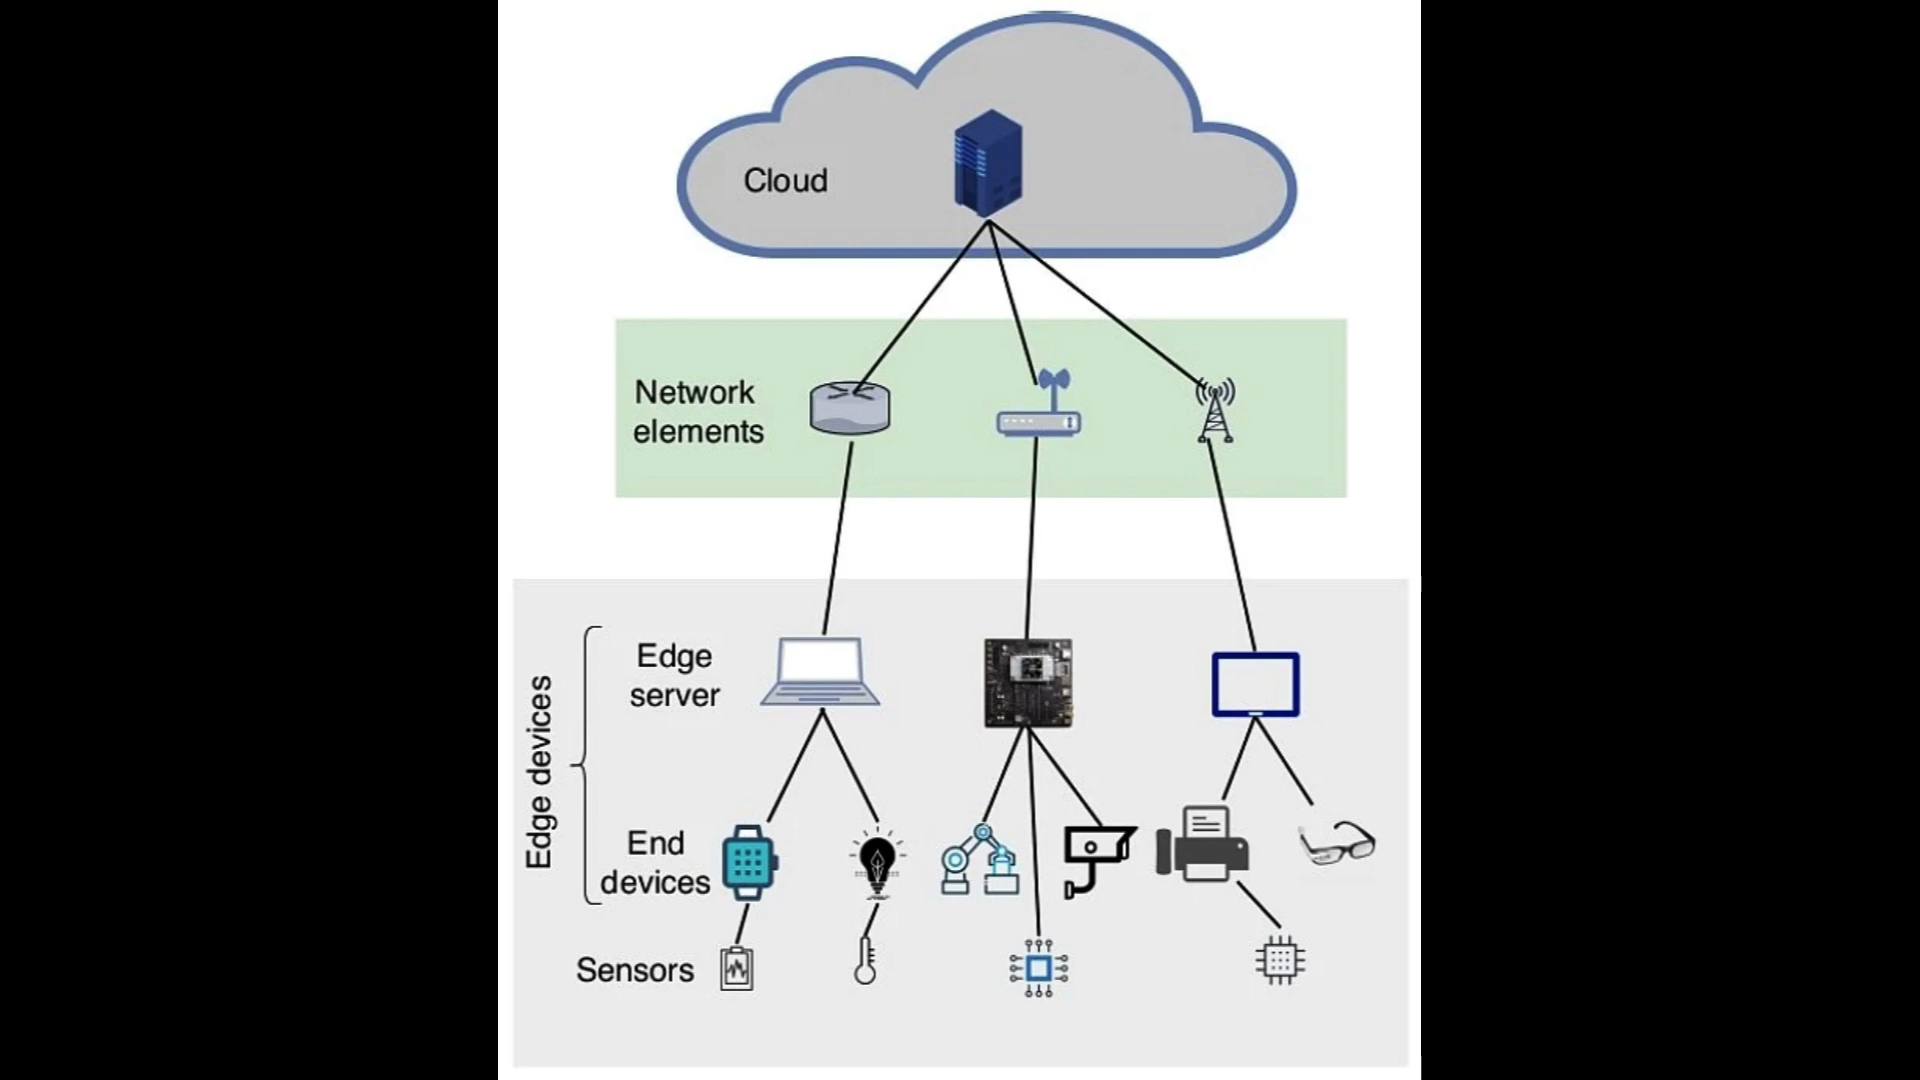 Cloud
Network
elements
Edge
server
Edge devices
End
devices
Sensors